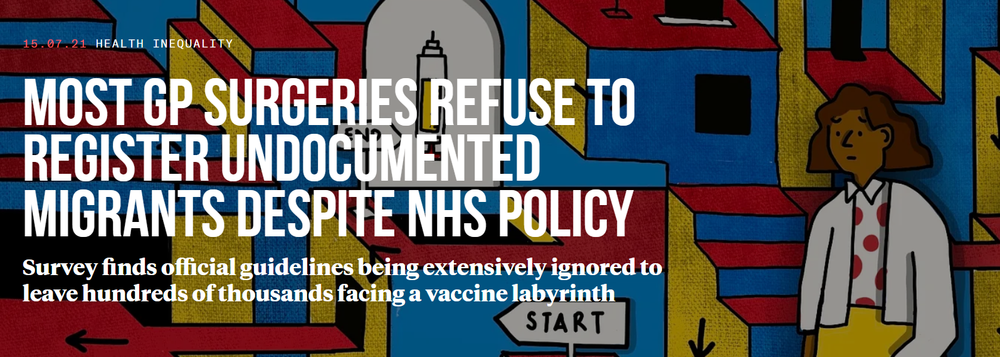 15.07.21 HEALTH INEQUALITY
MOST GP SURGERIES REFUSE TO
REGISTER UNDOCUMENTED
MIGRANTS DESPITE NHS POLICY
Survey finds official guidelines being extensively ignored to
leave hundreds of thousands facing a vaccine labyrinth
END
START